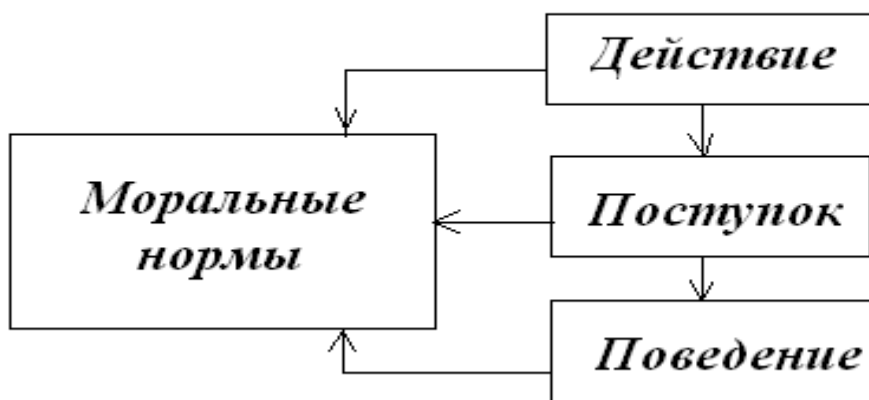 Действие
Моральные
нормы
Поступок
Поведение